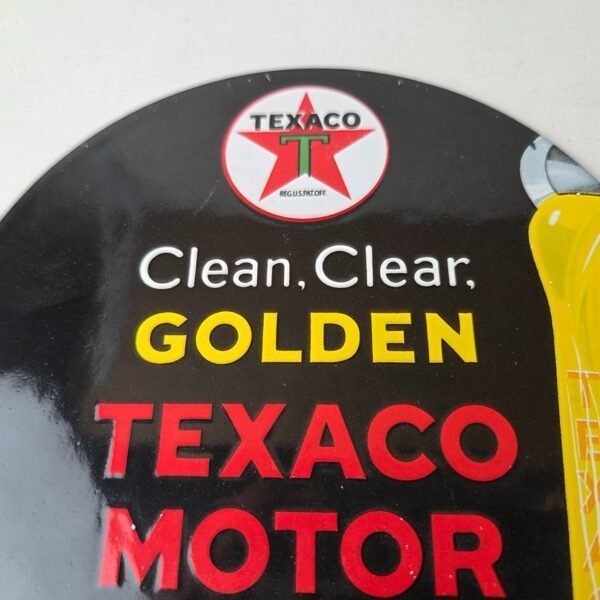 TEXACO
T
REG.U.S.PAT.OFF.
Clean, Clear,
GOLDEN
TEXACO
MOTOR